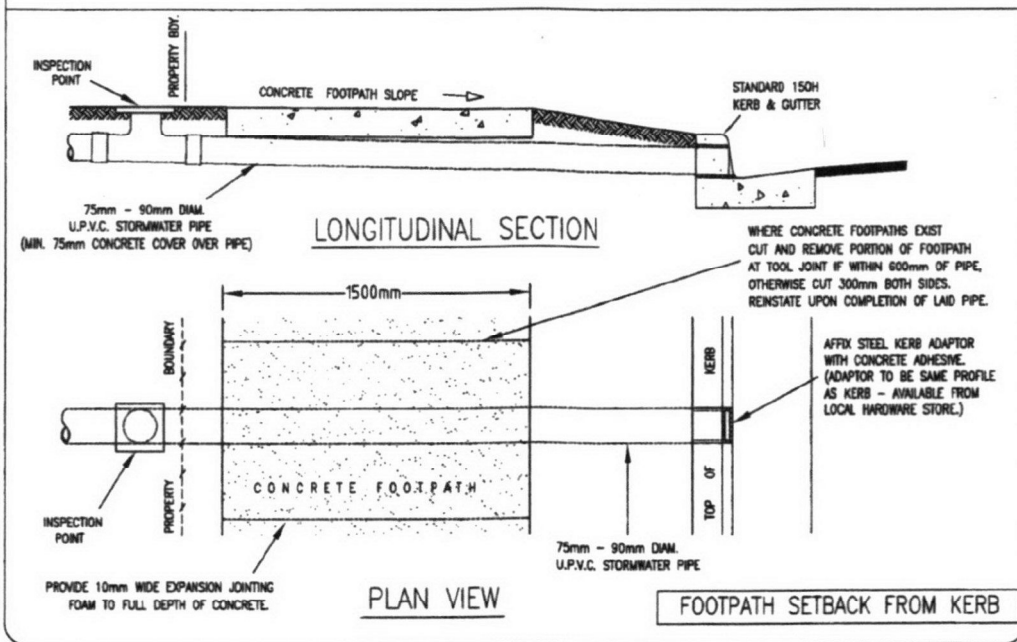 PROPERTY BDY.
INSPECTION
POINT
CONCRETE FOOTPATH SLOPE
STANDARD 150H
KERB & GUTTER
75mm - 90mm DIAM.
U.P.V.C. STORMWATER PIPE
(MIN. 75mm CONCRETE COVER OVER PIPE)
LONGITUDINAL SECTION
WHERE CONCRETE FOOTPATHS EXIST
CUT AND REMOVE PORTION OF FOOTPATH
AT TOOL JOINT IF WITHIN 600mm OF PIPE,
OTHERWISE CUT 300mm BOTH SIDES.
REINSTATE UPON COMPLETION OF LAID PIPE.
1500mm
BOUNDARY
PROPERTY
KERB
TOP OF
AFFIX STEEL KERB ADAPTOR
WITH CONCRETE ADHESIVE.
(ADAPTOR TO BE SAME PROFILE
AS KERB - AVAILABLE FROM
LOCAL HARDWARE STORE.)
CONCRETE FOOTPATH
INSPECTION
POINT
75mm - 90mm DIAM.
U.P.V.C. STORMWATER PIPE
PROVIDE 10mm WIDE EXPANSION JOINTING
FOAM TO FULL DEPTH OF CONCRETE.
PLAN VIEW
FOOTPATH SETBACK FROM KERB